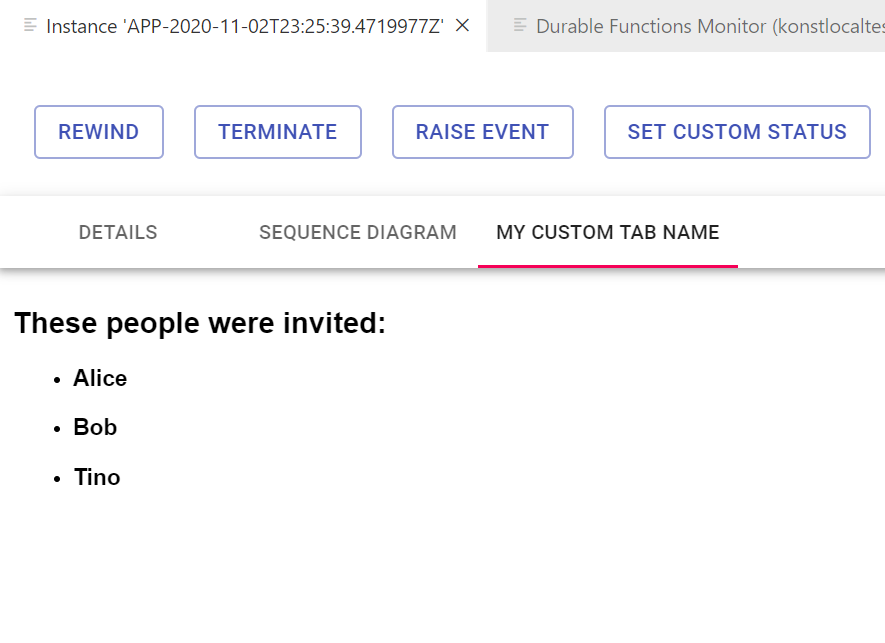 Instance 'APP-2020-11-02T23:25:39.4719977Z' Durable Functions Monitor (konstlocaltes
REWIND TERMINATE RAISE EVENT SET CUSTOM STATUS
DETAILS SEQUENCE DIAGRAM MY CUSTOM TAB NAME
These people were invited:
• Alice
• Bob
• Tino